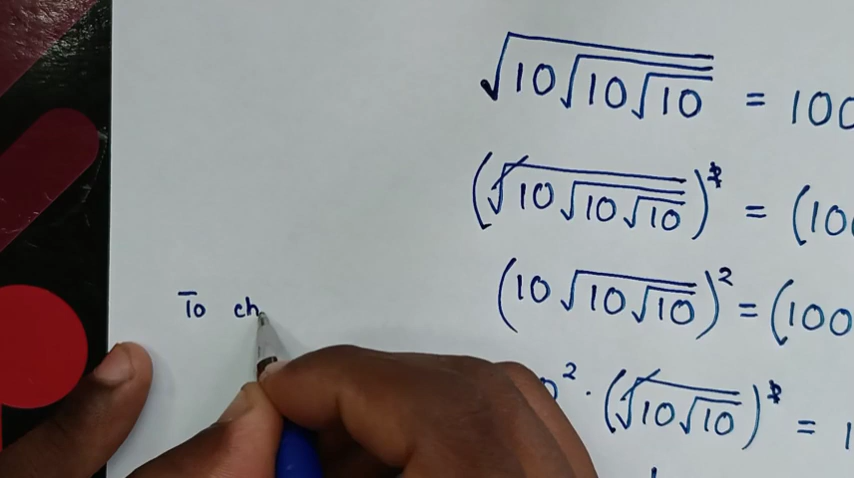 √(10√(10√10)) = 100
(√(10√(10√10)))² = (10
(10√(10√10))² = (100
To ch
0² · (√(10√10))² = 1